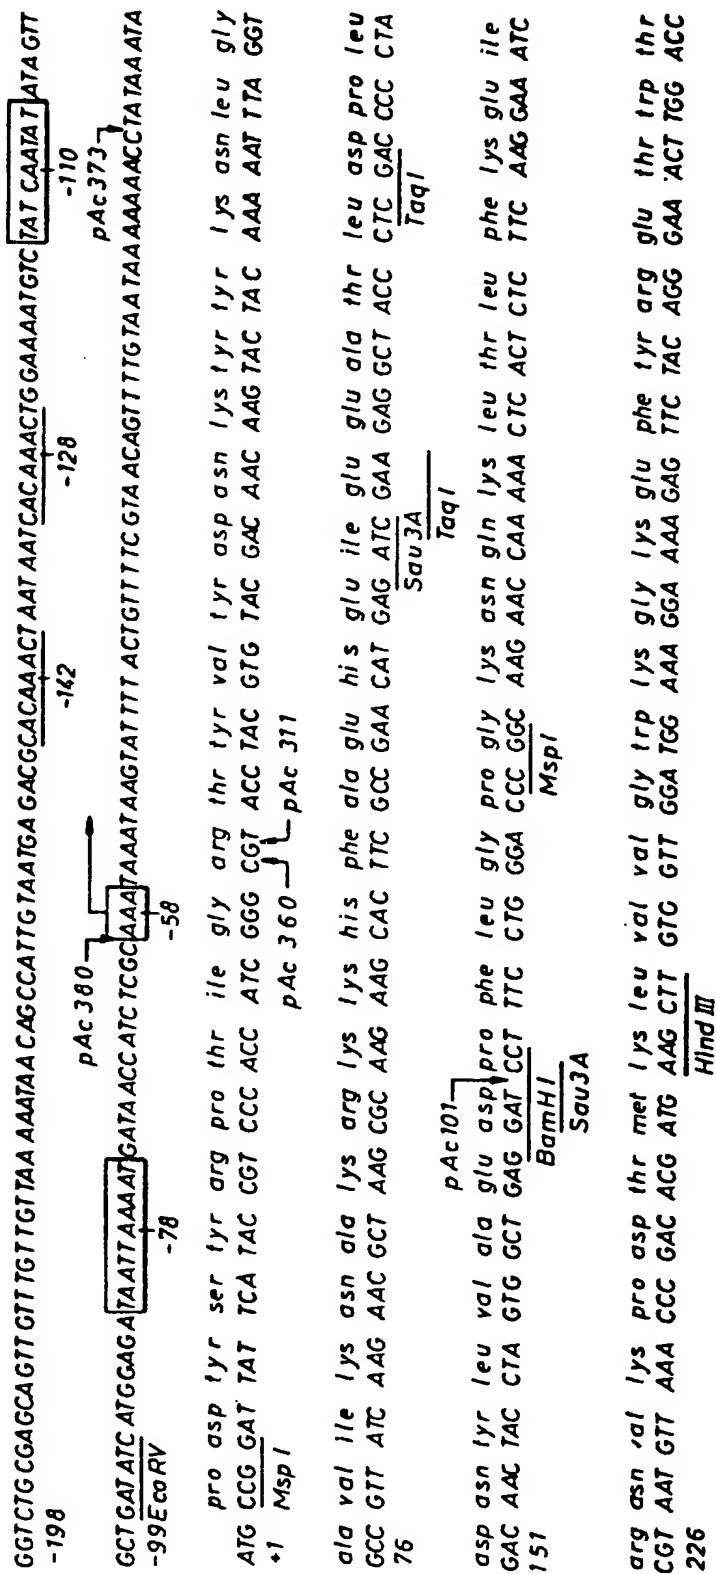 GGTCTGCGAGCAGTTGTTTGTTGTTAAAAATAACAGCCATTGTAATGAGACGCACAAACTAATAATCACAAACTGGAAAATGTCTATCAATATATAGTT
-198 -142 -128 -110
pAc380 pAc373
GCTGATATCATGGAGATAATTAAAATGATAACCATCTCGCAAATAAATAAGTATTTTACTGTTTTCGTAACAGTTTTGTAATAAAAAAACCTATAAATA
-99 EcoRV -78 -58
pro asp tyr ser tyr arg pro thr ile gly arg thr tyr val tyr asp asn lys tyr tyr lys asn leu gly
ATG CCG GAT TAT TCA TAC CGT CCC ACC ATC GGG CGT ACC TAC GTG TAC GAC AAC AAG TAC TAC AAA AAT TTA GGT
+1 MspI pAc360 pAc311
ala val ile lys asn ala lys arg lys lys his phe ala glu his glu ile glu glu ala thr leu asp pro leu
GCC GTT ATC AAG AAC GCT AAG CGC AAG AAG CAC TTC GCC GAA CAT GAG ATC GAA GAG GCT ACC CTC GAC CCC CTA
76 Sau3A TaqI
TaqI
pAc101
asp asn tyr leu val ala glu asp pro phe leu gly pro gly lys asn gln lys leu thr leu phe lys glu ile
GAC AAC TAC CTA GTG GCT GAG GAT CCT TTC CTG GGA CCC GGC AAG AAC CAA AAA CTC ACT CTC TTC AAG GAA ATC
151 BamHI MspI
Sau3A
arg asn val lys pro asp thr met lys leu val val gly trp lys gly lys glu phe tyr arg glu thr trp thr
CGT AAT GTT AAA CCC GAC ACG ATG AAG CTT GTC GTT GGA TGG AAA GGA AAA GAG TTC TAC AGG GAA ACT TGG ACC
226 HindIII